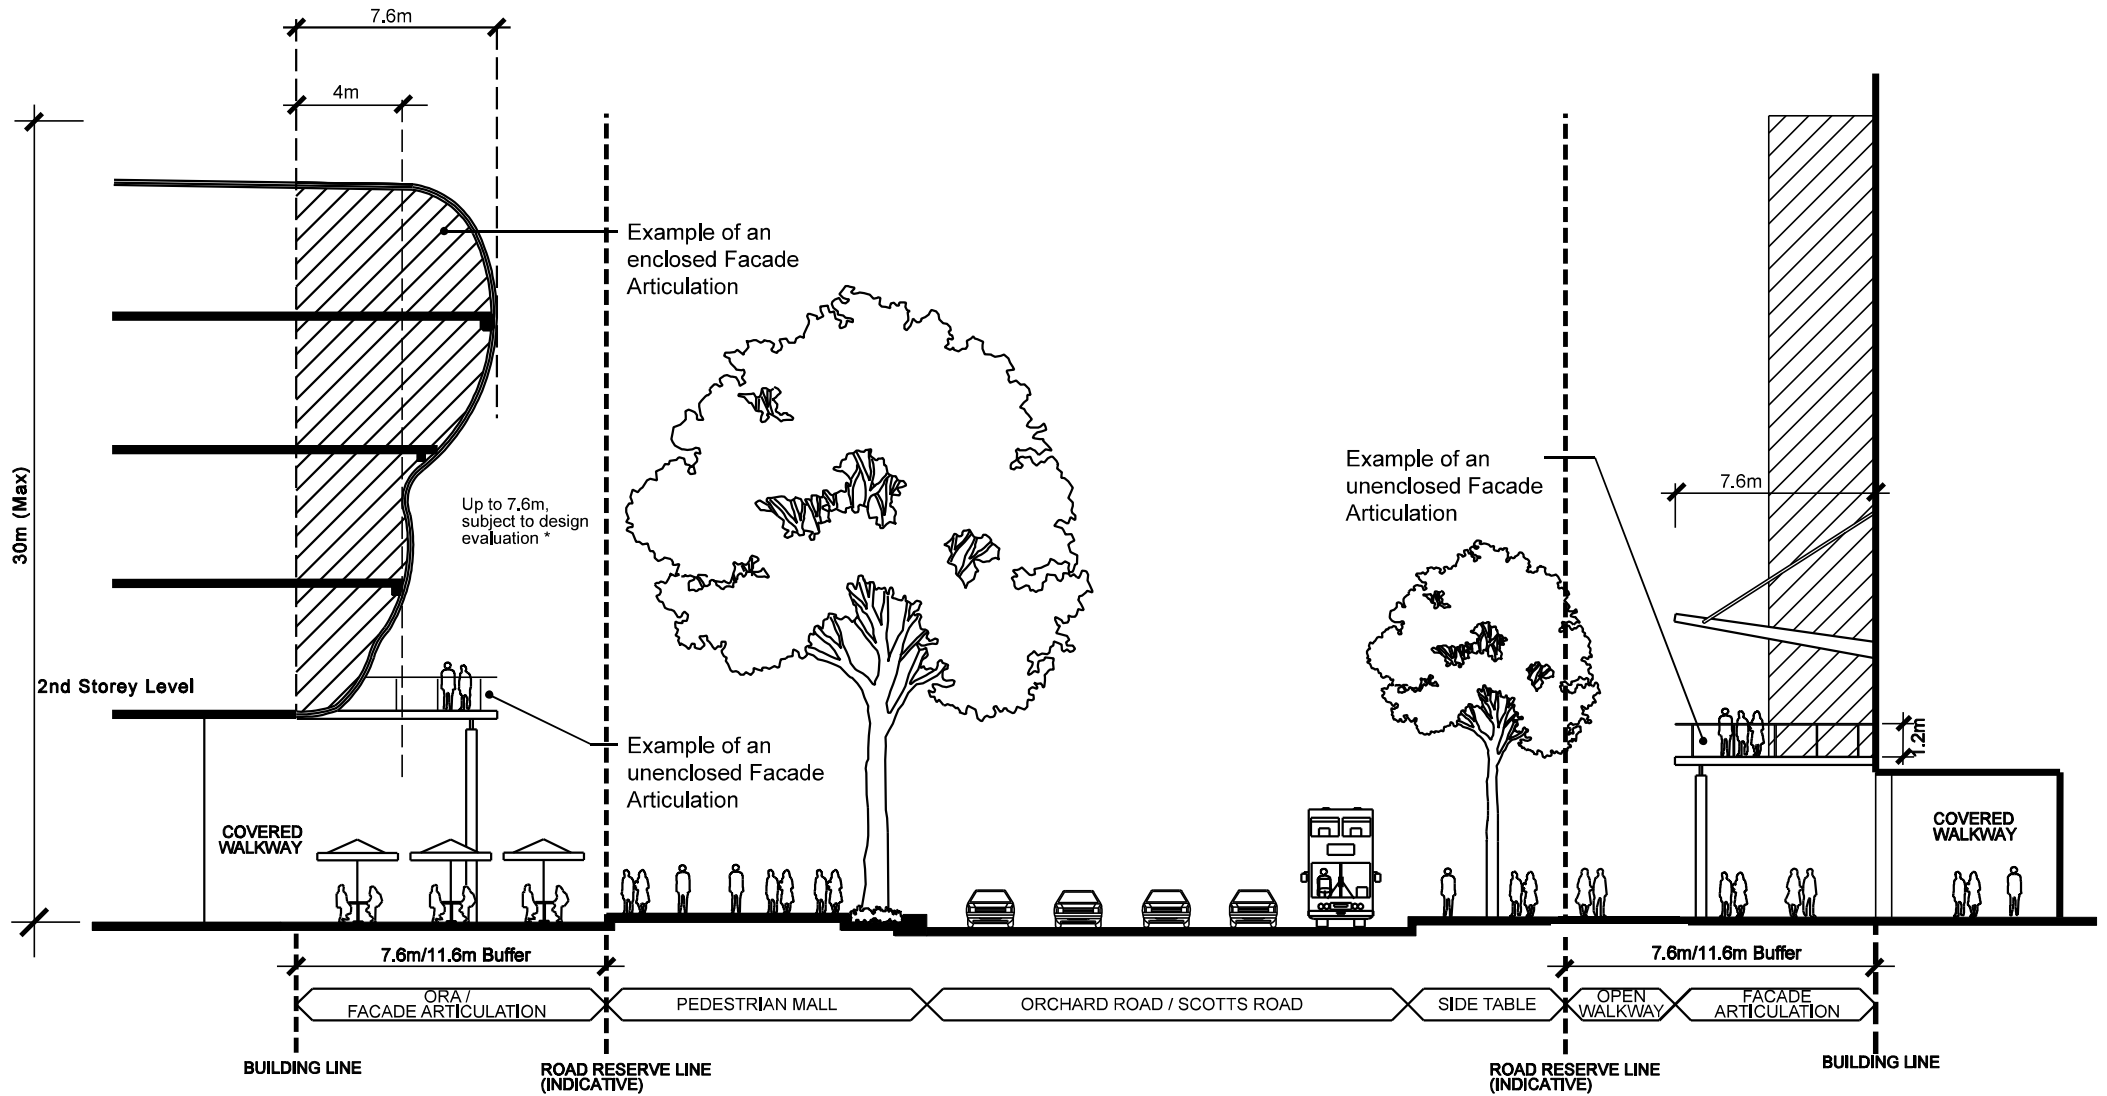 7.6m
4m
30m (Max)
Example of an
enclosed Facade
Articulation
Up to 7.6m,
subject to design
evaluation *
2nd Storey Level
Example of an
unenclosed Facade
Articulation
COVERED
WALKWAY
Example of an
unenclosed Facade
Articulation
7.6m
1.2m
COVERED
WALKWAY
7.6m/11.6m Buffer
7.6m/11.6m Buffer
ORA /
FACADE ARTICULATION
PEDESTRIAN MALL
ORCHARD ROAD / SCOTTS ROAD
SIDE TABLE
OPEN
WALKWAY
FACADE
ARTICULATION
BUILDING LINE
ROAD RESERVE LINE
(INDICATIVE)
ROAD RESERVE LINE
(INDICATIVE)
BUILDING LINE